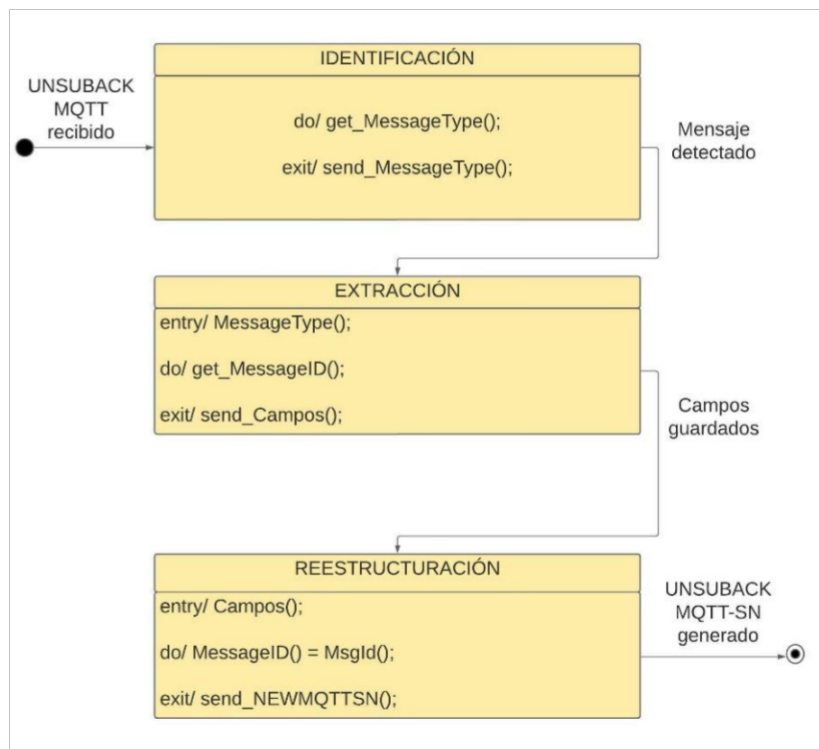 IDENTIFICACIÓN
UNSUBACK
MQTT
recibido
do/ get_MessageType();
exit/ send_MessageType();
Mensaje
detectado
EXTRACCIÓN
entry/ MessageType();
do/ get_MessageID();
exit/ send_Campos();
Campos
guardados
REESTRUCTURACIÓN
entry/ Campos();
do/ MessageID() = MsgId();
exit/ send_NEWMQTTSN();
UNSUBACK
MQTT-SN
generado